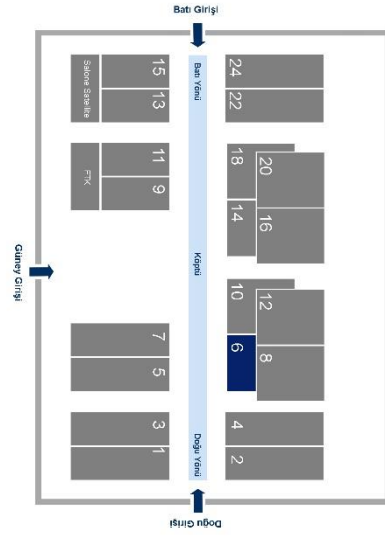 Batı Girişi
Batı Yönü
Salone Satellite
15
13
24
22
FTK
11
9
18
20
14
16
Köptü
Güney Girişi
10
12
6
8
7
5
3
1
4
2
Doğu Yönü
Doğu Girişi